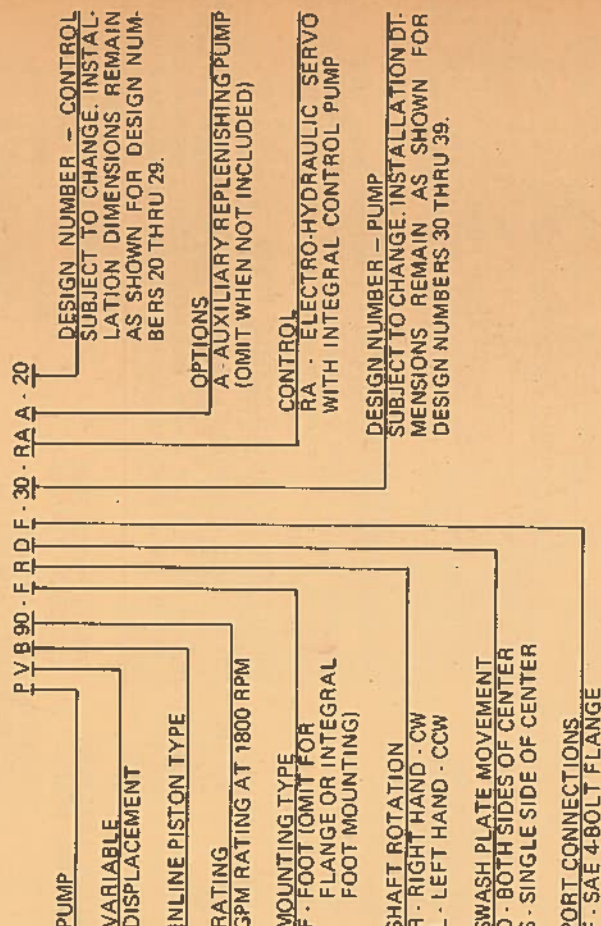 P V B 90 - F R D F - 30 - RA A - 20
PUMP
VARIABLE
DISPLACEMENT
INLINE PISTON TYPE
RATING
GPM RATING AT 1800 RPM
MOUNTING TYPE
F - FOOT (OMIT FOR
FLANGE OR INTEGRAL
FOOT MOUNTING)
SHAFT ROTATION
R - RIGHT HAND - CW
L - LEFT HAND - CCW
SWASH PLATE MOVEMENT
D - BOTH SIDES OF CENTER
S - SINGLE SIDE OF CENTER
PORT CONNECTIONS
F - SAE 4-BOLT FLANGE
DESIGN NUMBER – CONTROL
SUBJECT TO CHANGE. INSTAL-
LATION DIMENSIONS REMAIN
AS SHOWN FOR DESIGN NUM-
BERS 20 THRU 29.
OPTIONS
A - AUXILIARY REPLENISHING PUMP
(OMIT WHEN NOT INCLUDED)
CONTROL
RA - ELECTRO-HYDRAULIC SERVO
WITH INTEGRAL CONTROL PUMP
DESIGN NUMBER – PUMP
SUBJECT TO CHANGE. INSTALLATION DI-
MENSIONS REMAIN AS SHOWN FOR
DESIGN NUMBERS 30 THRU 39.